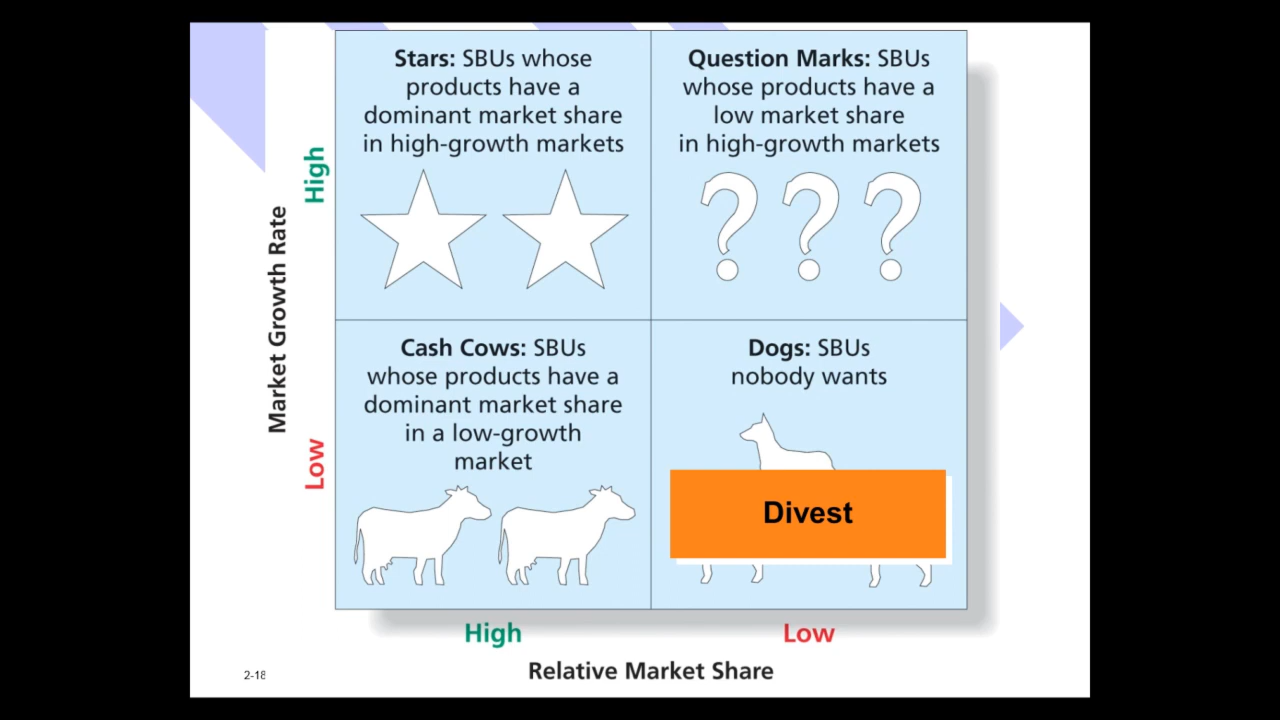 Stars: SBUs whose
products have a
dominant market share
in high-growth markets
Question Marks: SBUs
whose products have a
low market share
in high-growth markets
? ? ?
High
Market Growth Rate
Low
Cash Cows: SBUs
whose products have a
dominant market share
in a low-growth
market
Dogs: SBUs
nobody wants
Divest
High
Low
Relative Market Share
2-18